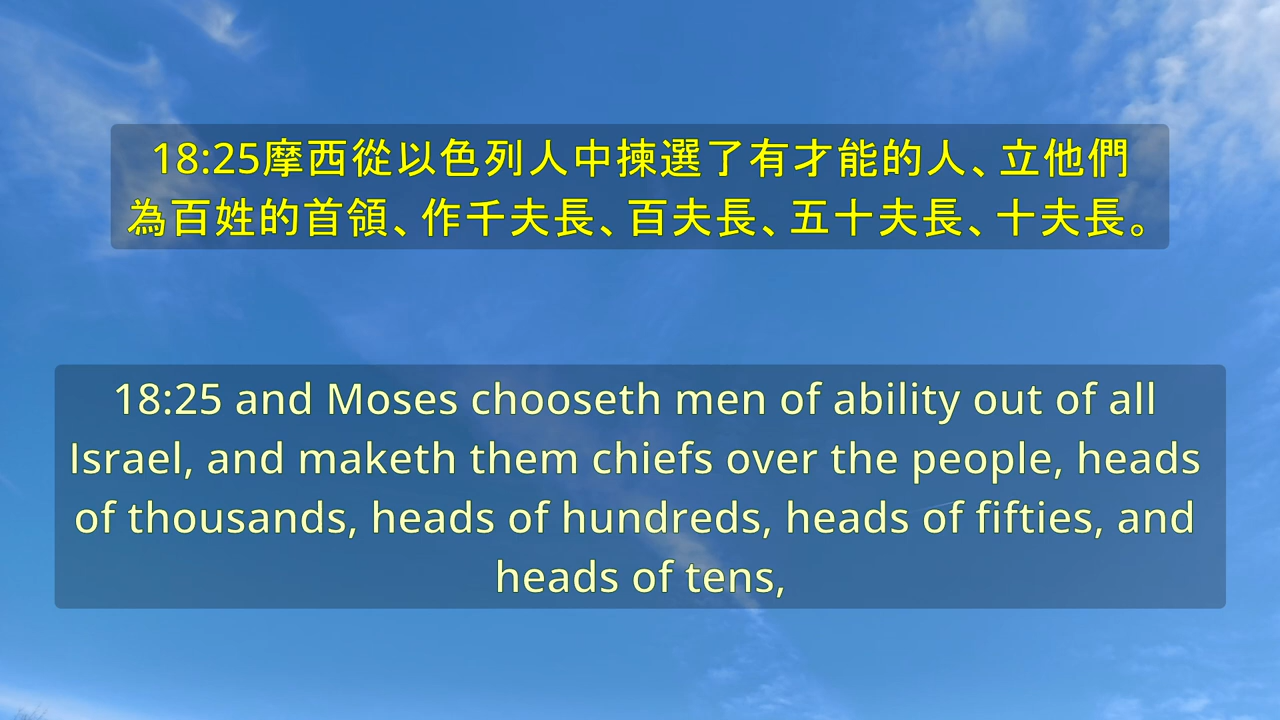 18:25摩西從以色列人中揀選了有才能的人、立他們
為百姓的首領、作千夫長、百夫長、五十夫長、十夫長。
18:25 and Moses chooseth men of ability out of all
Israel, and maketh them chiefs over the people, heads
of thousands, heads of hundreds, heads of fifties, and
heads of tens,